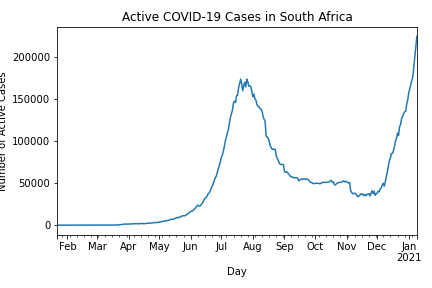 Active COVID-19 Cases in South Africa
Number of Active Cases
200000
150000
100000
50000
0
Feb Mar Apr May Jun Jul Aug Sep Oct Nov Dec Jan
2021
Day